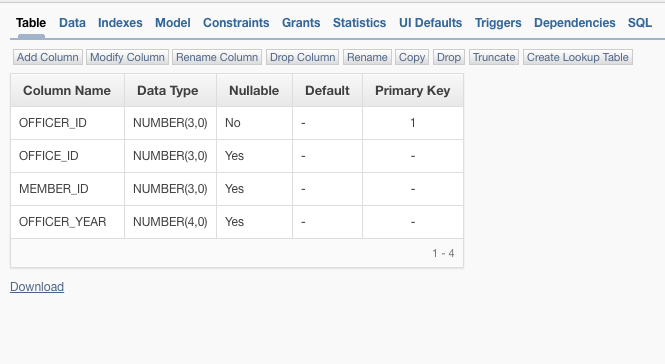 Table Data Indexes Model Constraints Grants Statistics UI Defaults Triggers Dependencies SQL
Add Column Modify Column Rename Column Drop Column Rename Copy Drop Truncate Create Lookup Table
Column Name Data Type Nullable Default Primary Key
OFFICER_ID NUMBER(3,0) No - 1
OFFICE_ID NUMBER(3,0) Yes - -
MEMBER_ID NUMBER(3,0) Yes - -
OFFICER_YEAR NUMBER(4,0) Yes - -
1 - 4
Download